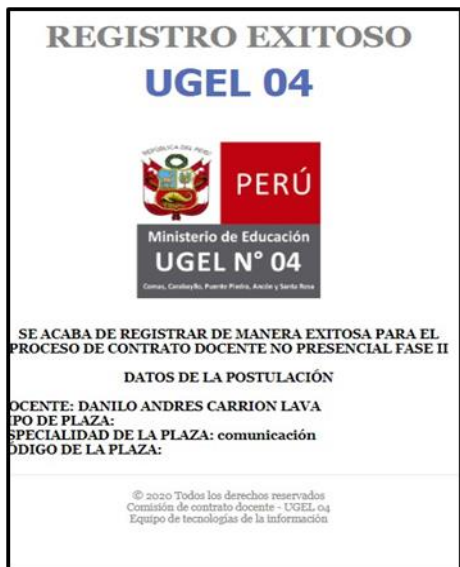 REGISTRO EXITOSO
UGEL 04
REPÚBLICA DEL PERÚ
PERÚ
Ministerio de Educación
UGEL N° 04
Comas, Carabayllo, Puente Piedra, Ancón y Santa Rosa
SE ACABA DE REGISTRAR DE MANERA EXITOSA PARA EL
PROCESO DE CONTRATO DOCENTE NO PRESENCIAL FASE II
DATOS DE LA POSTULACIÓN
OCENTE: DANILO ANDRES CARRION LAVA
IPO DE PLAZA:
SPECIALIDAD DE LA PLAZA: comunicación
ÓDIGO DE LA PLAZA:
© 2020 Todos los derechos reservados
Comisión de contrato docente - UGEL 04
Equipo de tecnologías de la información